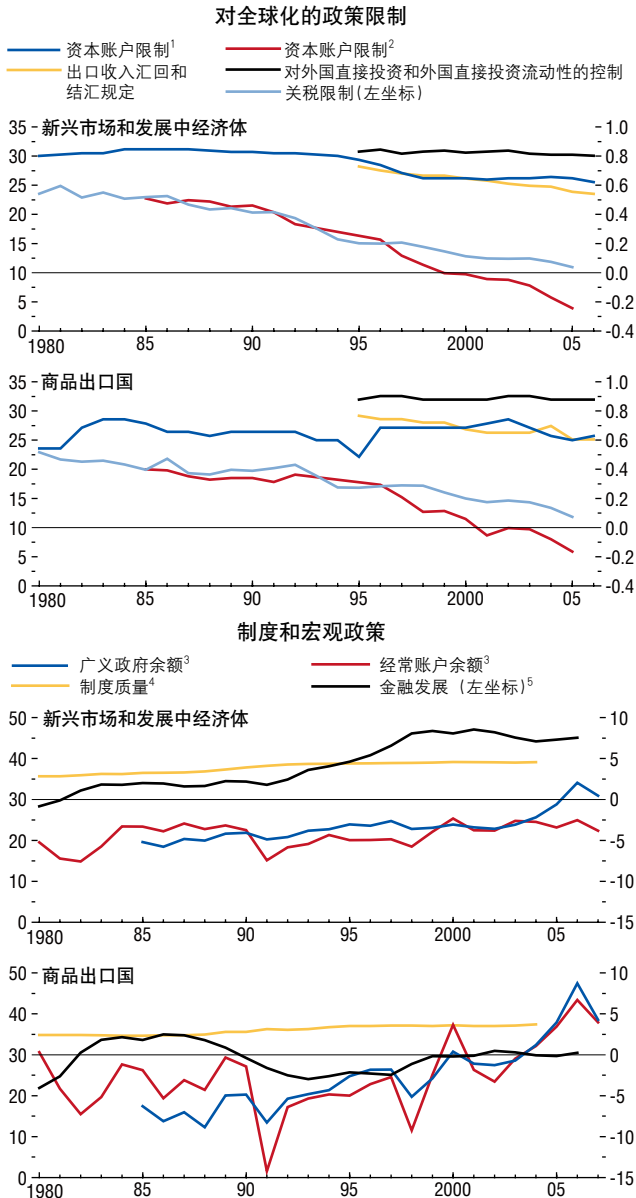 对全球化的政策限制
资本账户限制1 资本账户限制2
出口收入汇回和 对外国直接投资和外国直接投资流动性的控制
结汇规定 关税限制(左坐标)
35 新兴市场和发展中经济体 1.0
30 0.8
25 0.6
20 0.4
15 0.2
10 0.0
5 -0.2
0 -0.4
1980 85 90 95 2000 05
35 商品出口国 1.0
30 0.8
25 0.6
20 0.4
15 0.2
10 0.0
5 -0.2
0 -0.4
1980 85 90 95 2000 05
制度和宏观政策
广义政府余额3 经常账户余额3
制度质量4 金融发展 (左坐标)5
50 新兴市场和发展中经济体 10
40 5
30 0
20 -5
10 -10
0 -15
1980 85 90 95 2000 05
50 商品出口国 10
40 5
30 0
20 -5
10 -10
0 -15
1980 85 90 95 2000 05